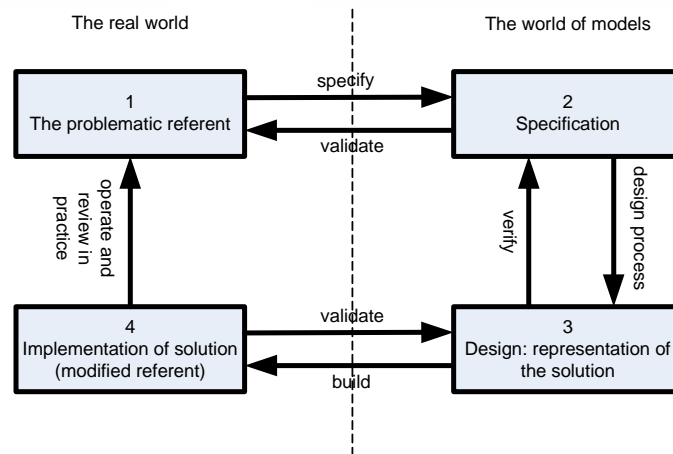 The real world
The world of models
1
The problematic referent
specify
validate
2
Specification
operate and
review in
practice
verify
design process
4
Implementation of solution
(modified referent)
validate
build
3
Design: representation of
the solution